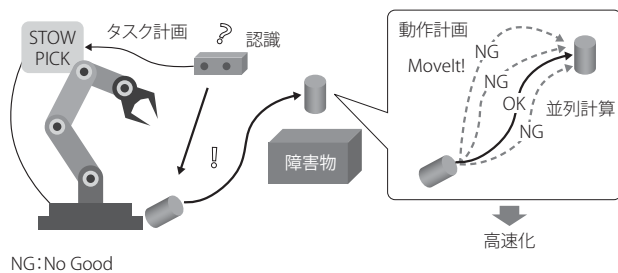 STOW
PICK
タスク計画
?
認識
!
障害物
動作計画
MoveIt!
NG
NG
OK
NG
並列計算
高速化
NG:No Good